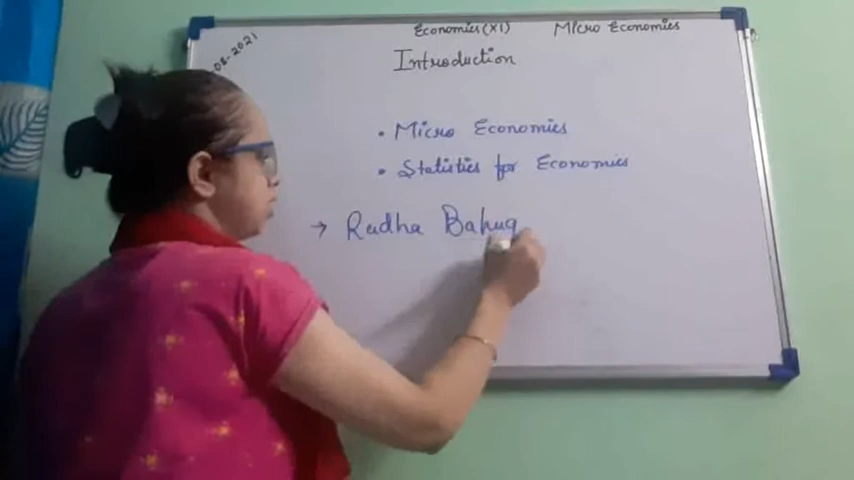 08-2021
Economics (XI) Micro Economics
Introduction
• Micro Economics
• Statistics for Economics
→ Radha Bahug